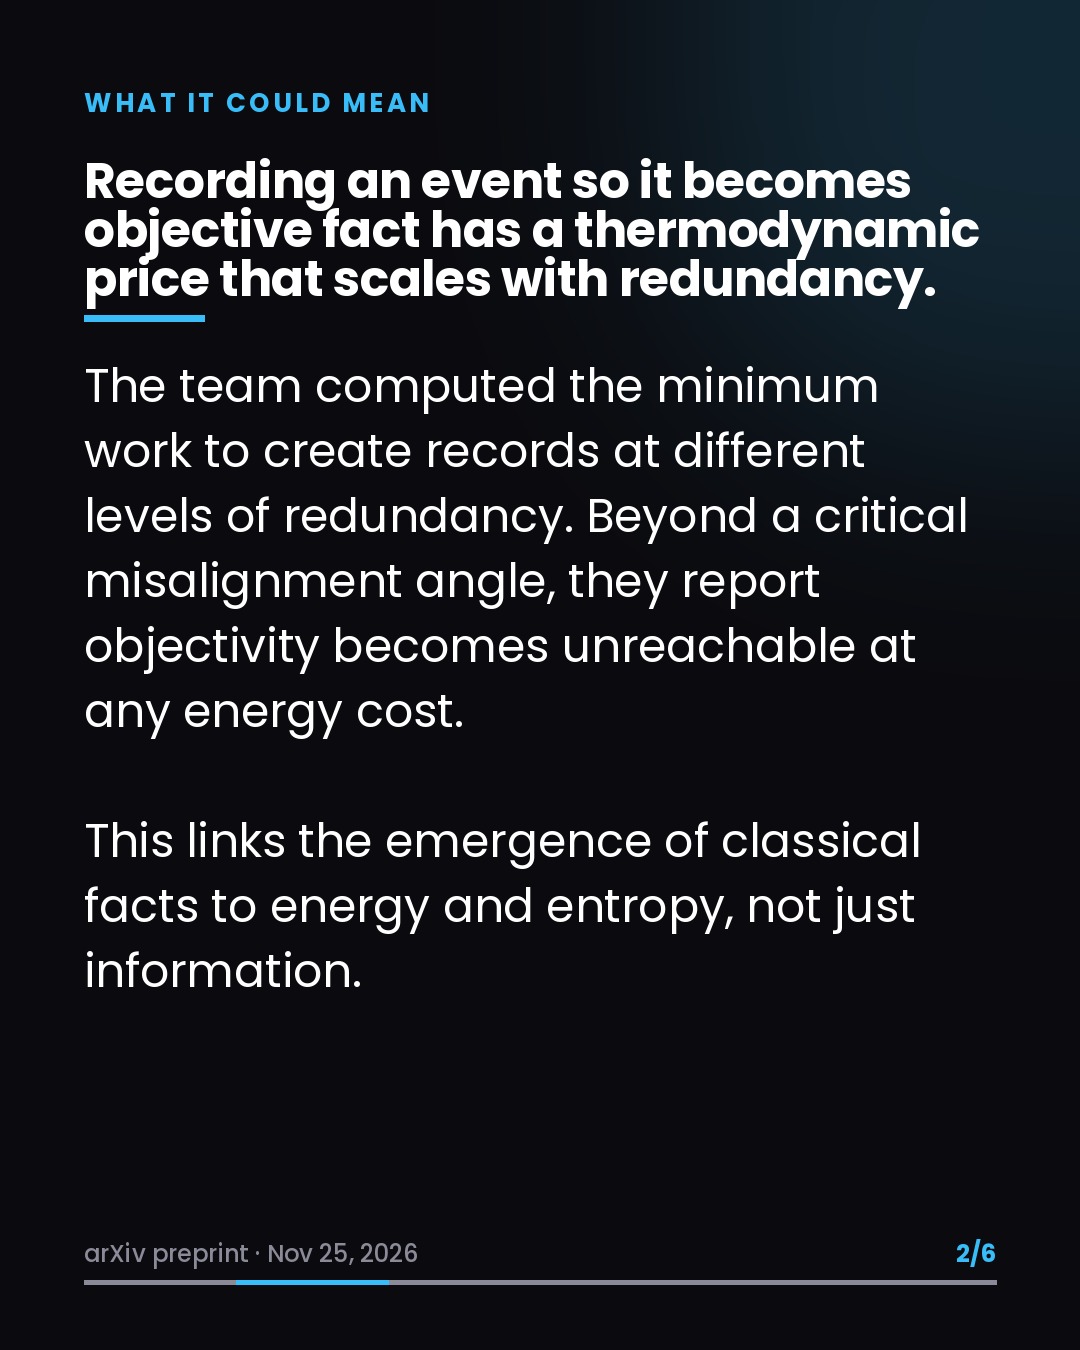 WHAT IT COULD MEAN
Recording an event so it becomes
objective fact has a thermodynamic
price that scales with redundancy.
The team computed the minimum
work to create records at different
levels of redundancy. Beyond a critical
misalignment angle, they report
objectivity becomes unreachable at
any energy cost.
This links the emergence of classical
facts to energy and entropy, not just
information.
arXiv preprint · Nov 25, 2026
2/6